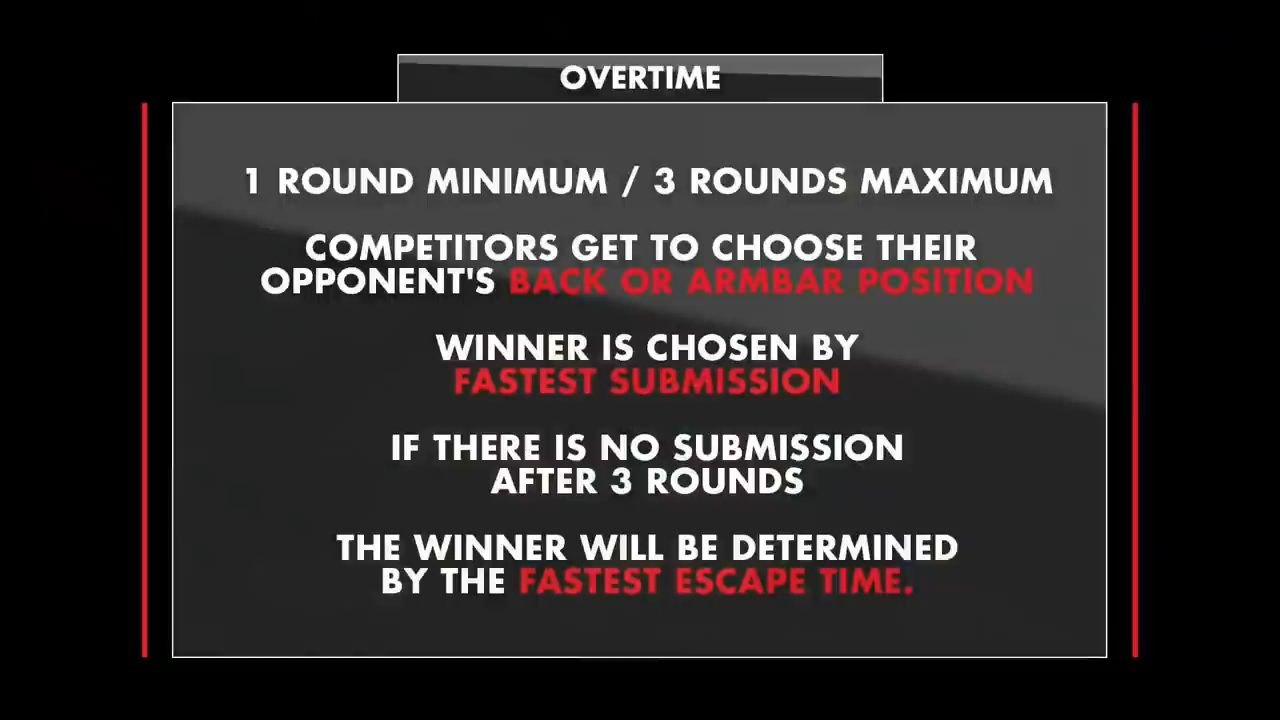 OVERTIME
1 ROUND MINIMUM / 3 ROUNDS MAXIMUM
COMPETITORS GET TO CHOOSE THEIR
OPPONENT'S BACK OR ARMBAR POSITION
WINNER IS CHOSEN BY
FASTEST SUBMISSION
IF THERE IS NO SUBMISSION
AFTER 3 ROUNDS
THE WINNER WILL BE DETERMINED
BY THE FASTEST ESCAPE TIME.